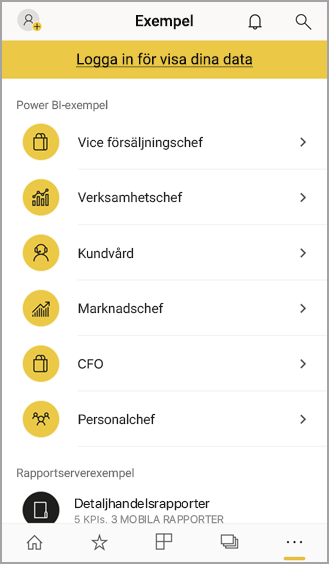 Exempel
Logga in för visa dina data
Power BI-exempel
Vice försäljningschef
Verksamhetschef
Kundvård
Marknadschef
CFO
Personalchef
Rapportserverexempel
Detaljhandelsrapporter
5 KPIs, 3 MOBILA RAPPORTER